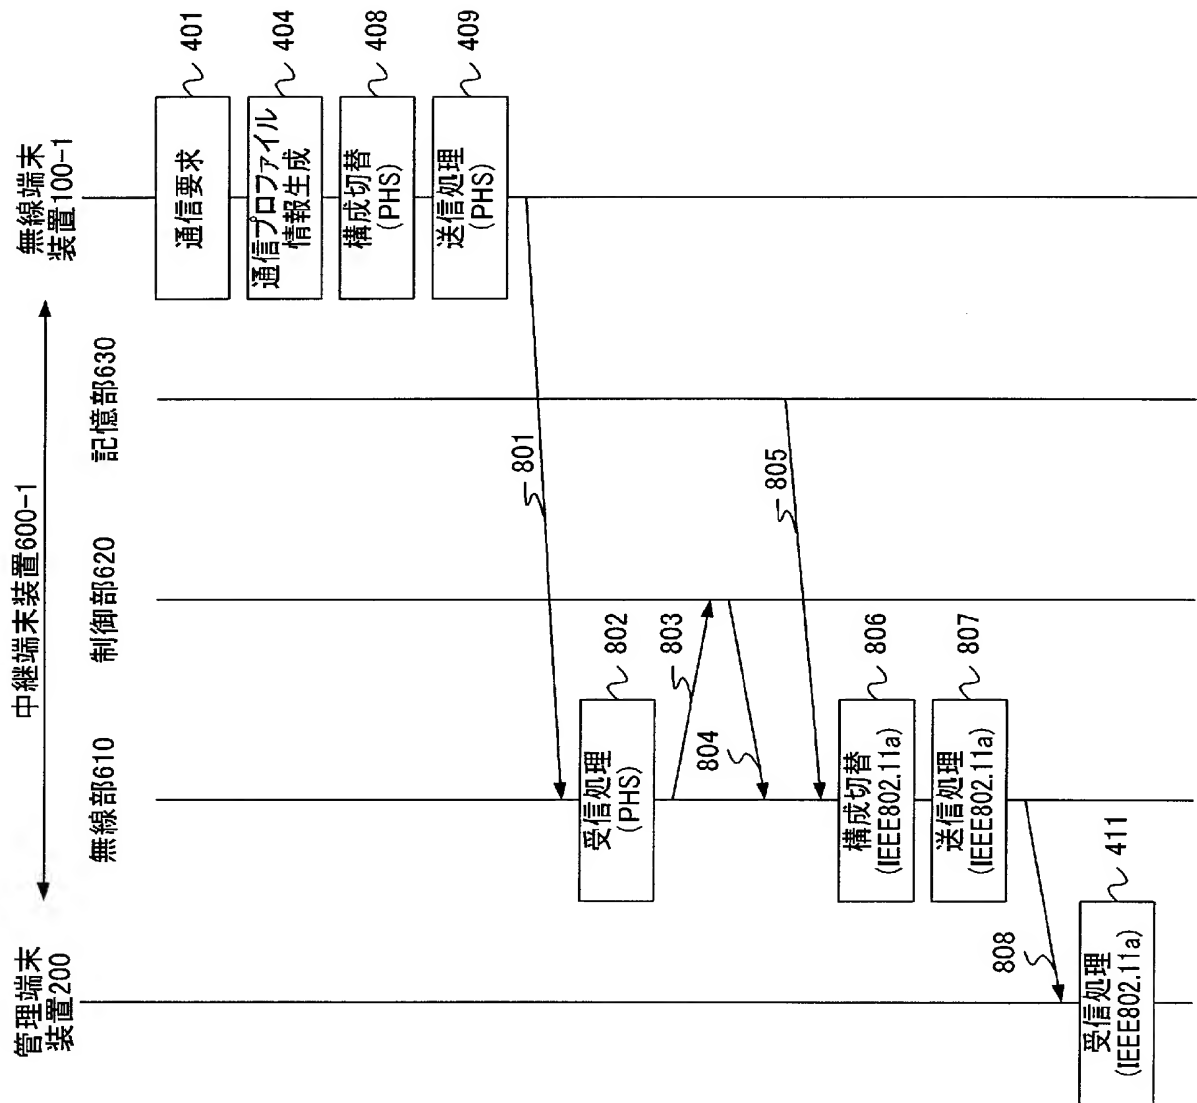 中継端末装置600-1
管理端末
装置200
無線部610
制御部620
記憶部630
無線端末
装置100-1
通信要求
401
通信プロファイル
情報生成
404
構成切替
(PHS)
408
送信処理
(PHS)
409
801
受信処理
(PHS)
802
803
804
805
構成切替
(IEEE802.11a)
806
送信処理
(IEEE802.11a)
807
808
受信処理
(IEEE802.11a)
411